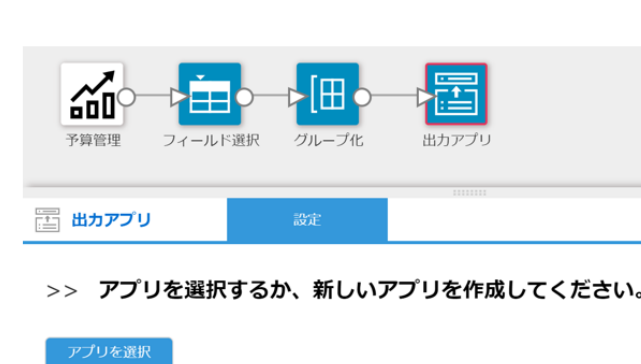 予算管理 フィールド選択 グループ化 出力アプリ
出力アプリ 設定
>> アプリを選択するか、新しいアプリを作成してください。
アプリを選択